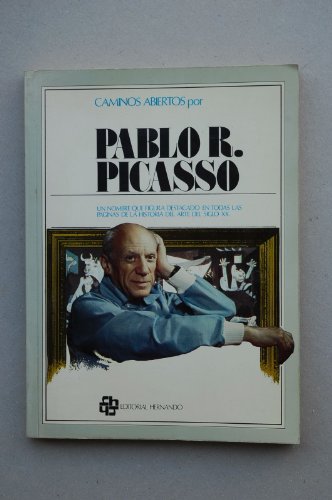 CAMINOS ABIERTOS por
PABLO R.
PICASSO
UN NOMBRE QUE FIGURA DESTACADO EN TODAS LAS
PAGINAS DE LA HISTORIA DEL ARTE DEL SIGLO XX
EDITORIAL HERNANDO